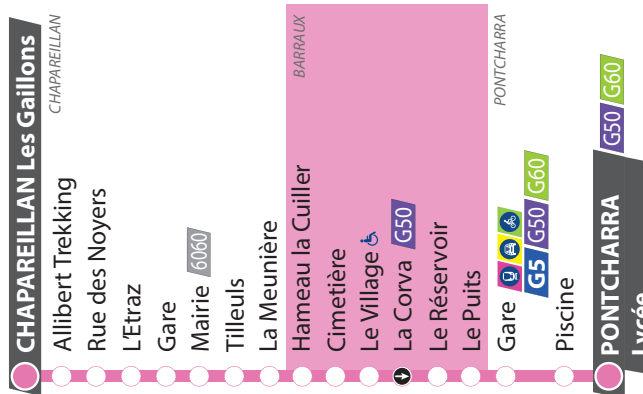 CHAPAREILLAN Les Gaillons
CHAPAREILLAN
Allibert Trekking
Rue des Noyers
L'Etraz
Gare
Mairie 6060
Tilleuls
La Meunière
BARRAUX
Hameau la Cuiller
Cimetière
Le Village
La Corva G50
Le Réservoir
Le Puits
PONTCHARRA
Gare
G5 G50 G60
Piscine
PONTCHARRA G50 G60
Lycée